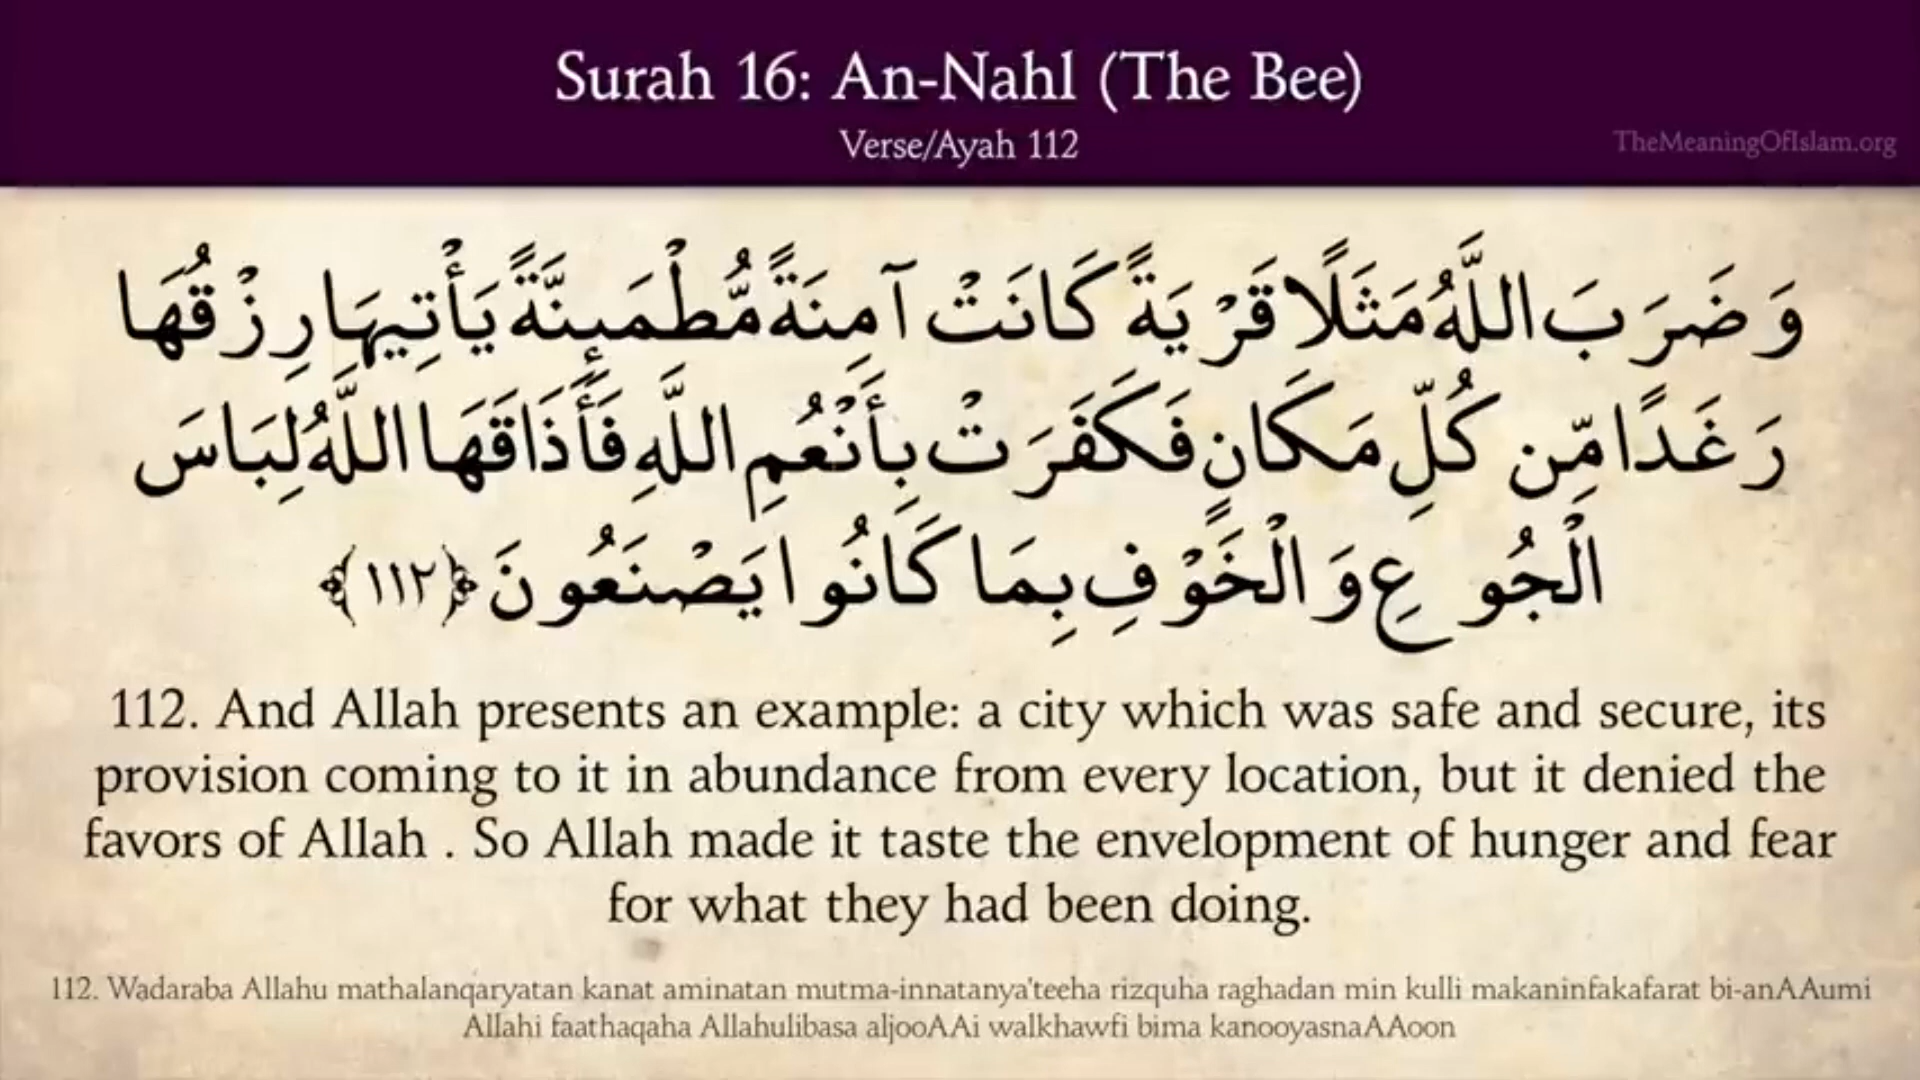 Surah 16: An-Nahl (The Bee)
Verse/Ayah 112
TheMeaningOfIslam.org
وَضَرَبَ اللَّهُ مَثَلًا قَرْيَةً كَانَتْ آمِنَةً مُّطْمَئِنَّةً يَأْتِيهَا رِزْقُهَا
رَغَدًا مِّن كُلِّ مَكَانٍ فَكَفَرَتْ بِأَنْعُمِ اللَّهِ فَأَذَاقَهَا اللَّهُ لِبَاسَ
الْجُوعِ وَالْخَوْفِ بِمَا كَانُوا يَصْنَعُونَ ﴿١١٢﴾
112. And Allah presents an example: a city which was safe and secure, its
provision coming to it in abundance from every location, but it denied the
favors of Allah . So Allah made it taste the envelopment of hunger and fear
for what they had been doing.
112. Wadaraba Allahu mathalanqaryatan kanat aminatan mutma-innatanya'teeha rizquha raghadan min kulli makaninfakafarat bi-anAAumi
Allahi faathaqaha Allahulibasa aljooAAi walkhawfi bima kanooyasnaAAoon